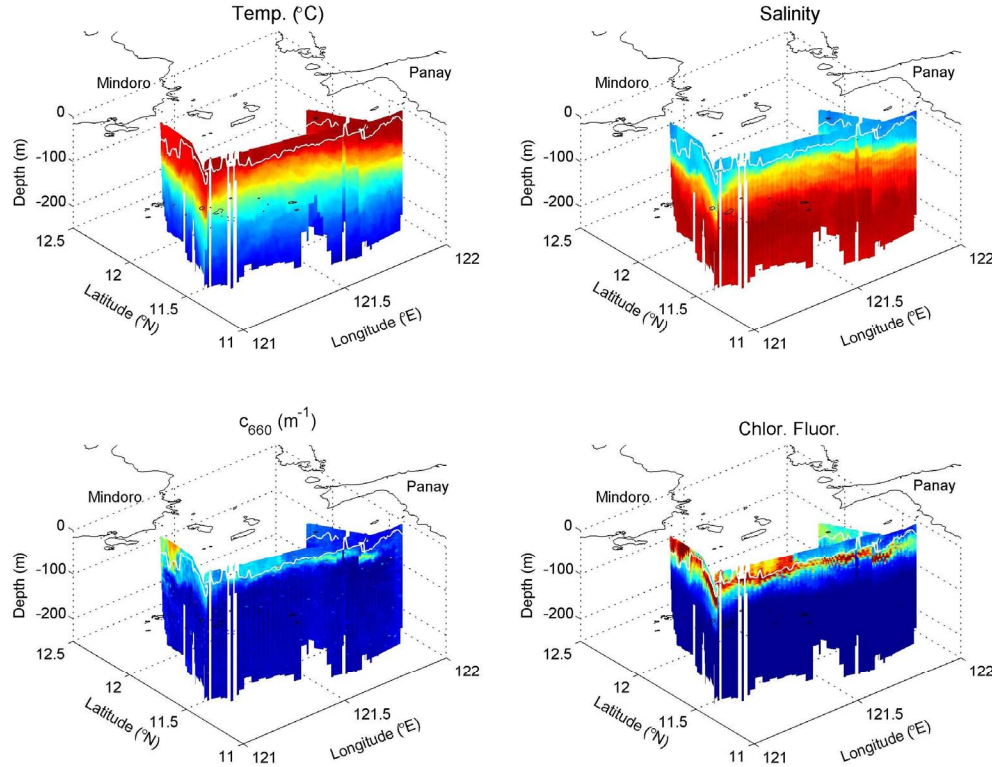 Temp. (°C)
Mindoro
Panay
0
-100
-200
Depth (m)
12.5
12
11.5
11
Latitude (°N)
121
121.5
122
Longitude (°E)
Salinity
Mindoro
Panay
0
-100
-200
Depth (m)
12.5
12
11.5
11
Latitude (°N)
121
121.5
122
Longitude (°E)
c₆₆₀ (m⁻¹)
Mindoro
Panay
0
-100
-200
Depth (m)
12.5
12
11.5
11
Latitude (°N)
121
121.5
122
Longitude (°E)
Chlor. Fluor.
Mindoro
Panay
0
-100
-200
Depth (m)
12.5
12
11.5
11
Latitude (°N)
121
121.5
122
Longitude (°E)